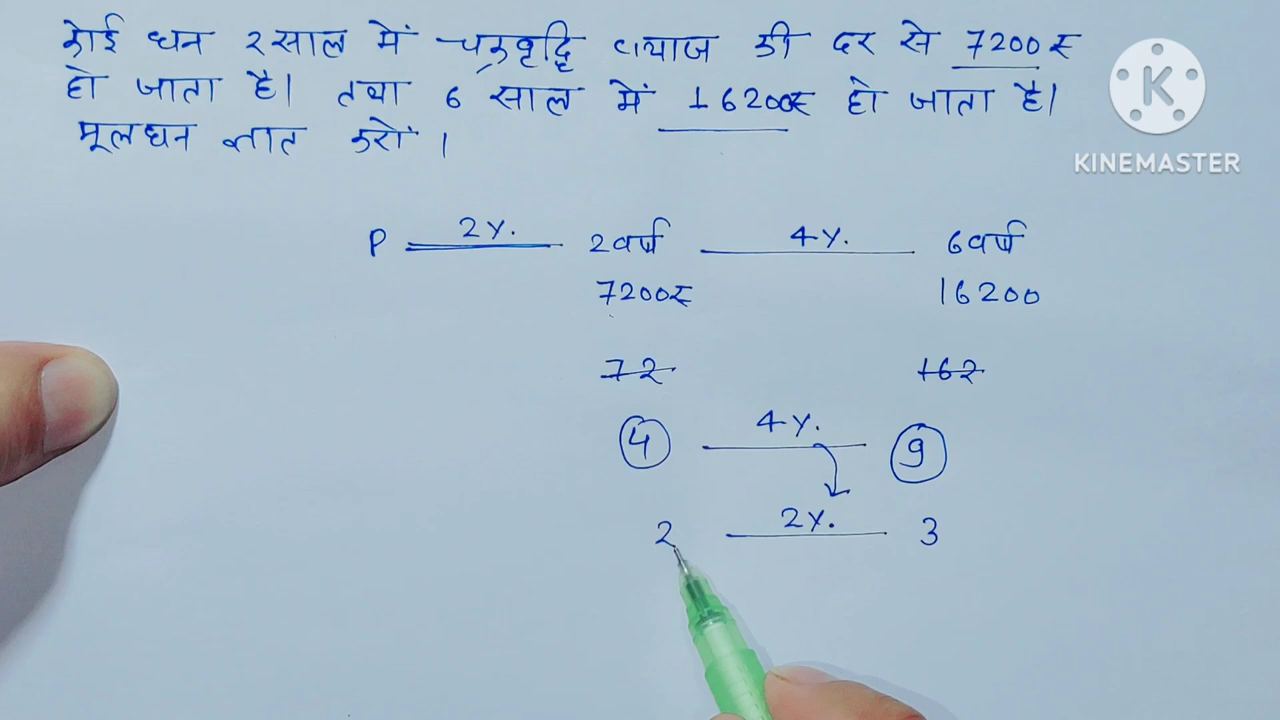 कोई धन 2 साल में चक्रवृद्धि ब्याज की दर से 7200₹
हो जाता है। तथा 6 साल में 16200₹ हो जाता है।
मूलधन ज्ञात करों ।
KINEMASTER
P 2y. 2वर्ष 4y. 6वर्ष
7200₹ 16200
72 162
4 4y. 9
2 2y. 3